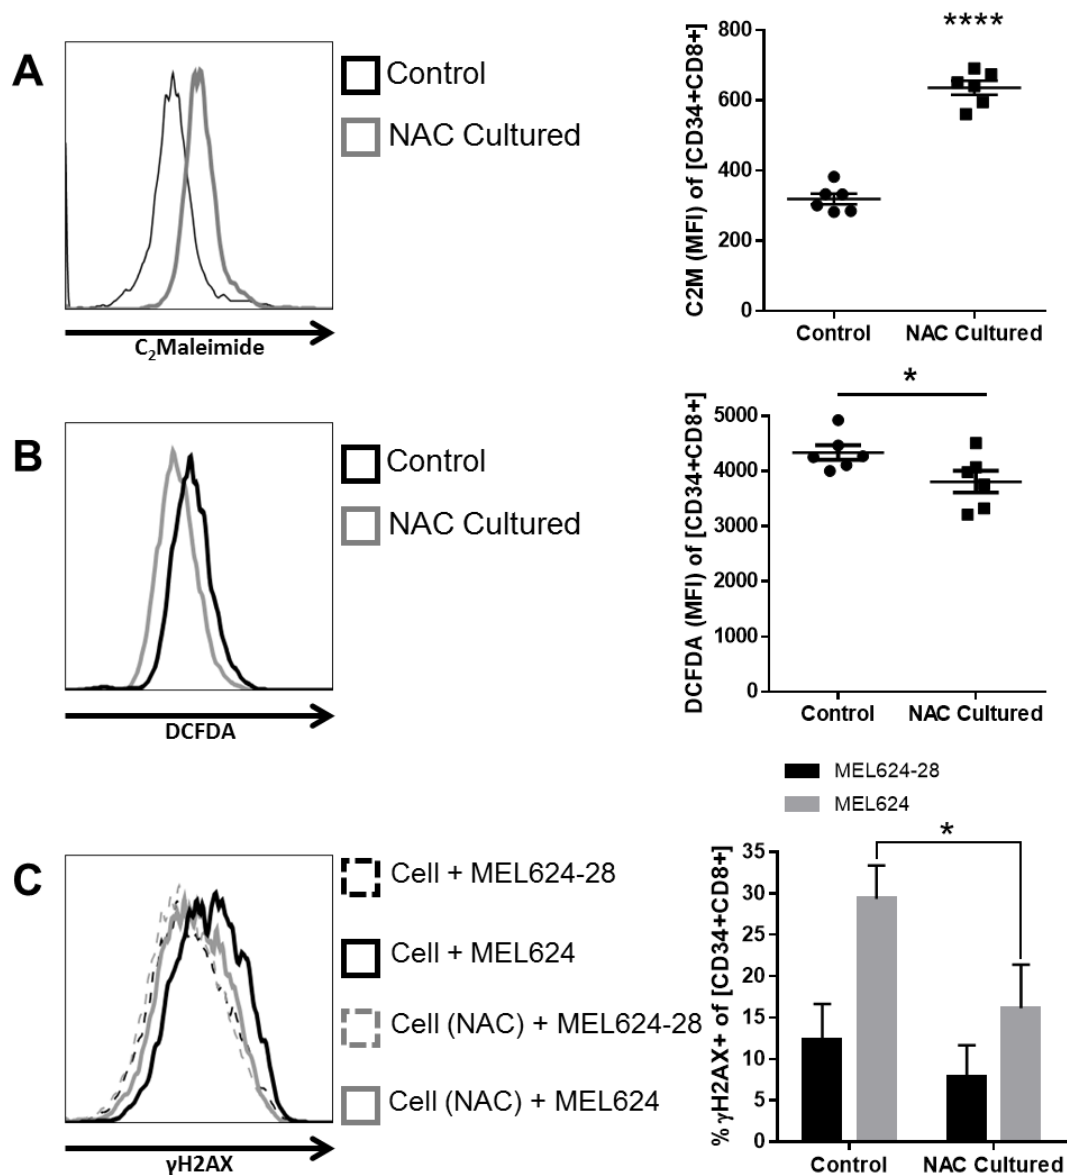 A
Control
NAC Cultured
C₂Maleimide
C2M (MFI) of [CD34+CD8+]
800
600
400
200
0
****
Control
NAC Cultured
B
Control
NAC Cultured
DCFDA
DCFDA (MFI) of [CD34+CD8+]
5000
4000
3000
2000
1000
0
*
Control
NAC Cultured
C
Cell + MEL624-28
Cell + MEL624
Cell (NAC) + MEL624-28
Cell (NAC) + MEL624
γH2AX
MEL624-28
MEL624
% γH2AX+ of [CD34+CD8+]
35
30
25
20
15
10
5
0
*
Control
NAC Cultured